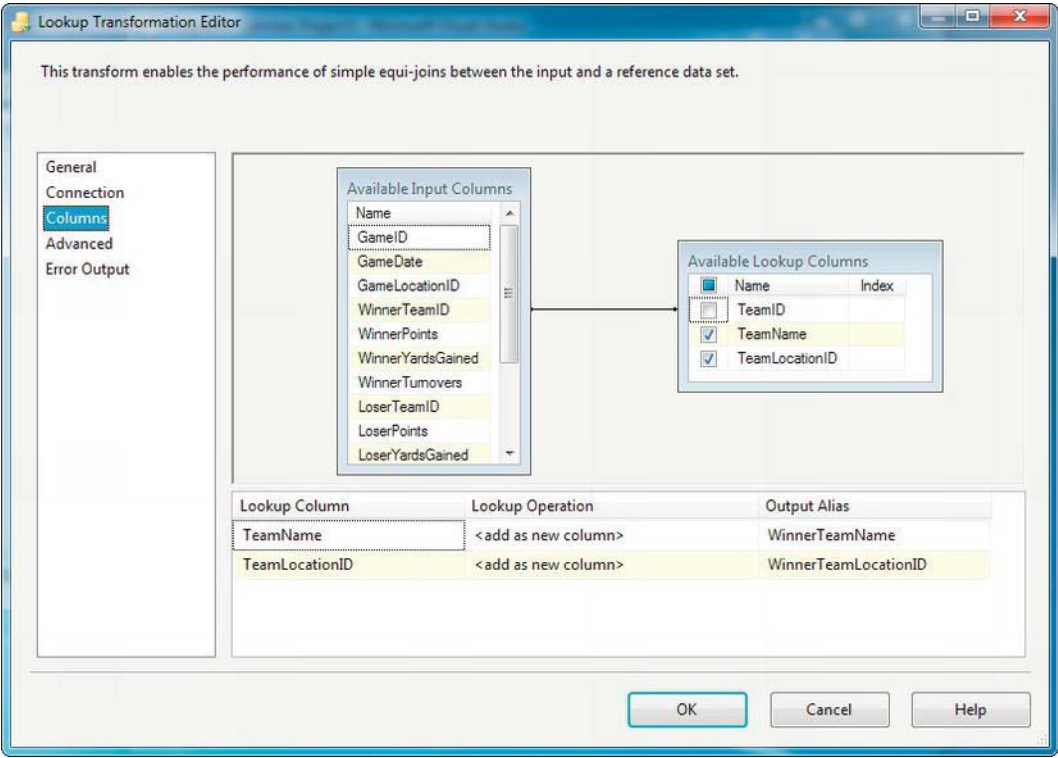 Lookup Transformation Editor
This transform enables the performance of simple equi-joins between the input and a reference data set.
General
Connection
Columns
Advanced
Error Output
Available Input Columns
Name
GameID
GameDate
GameLocationID
WinnerTeamID
WinnerPoints
WinnerYardsGained
WinnerTurnovers
LoserTeamID
LoserPoints
LoserYardsGained
Available Lookup Columns
Name Index
TeamID
TeamName
TeamLocationID
Lookup Column Lookup Operation Output Alias
TeamName <add as new column> WinnerTeamName
TeamLocationID <add as new column> WinnerTeamLocationID
OK Cancel Help